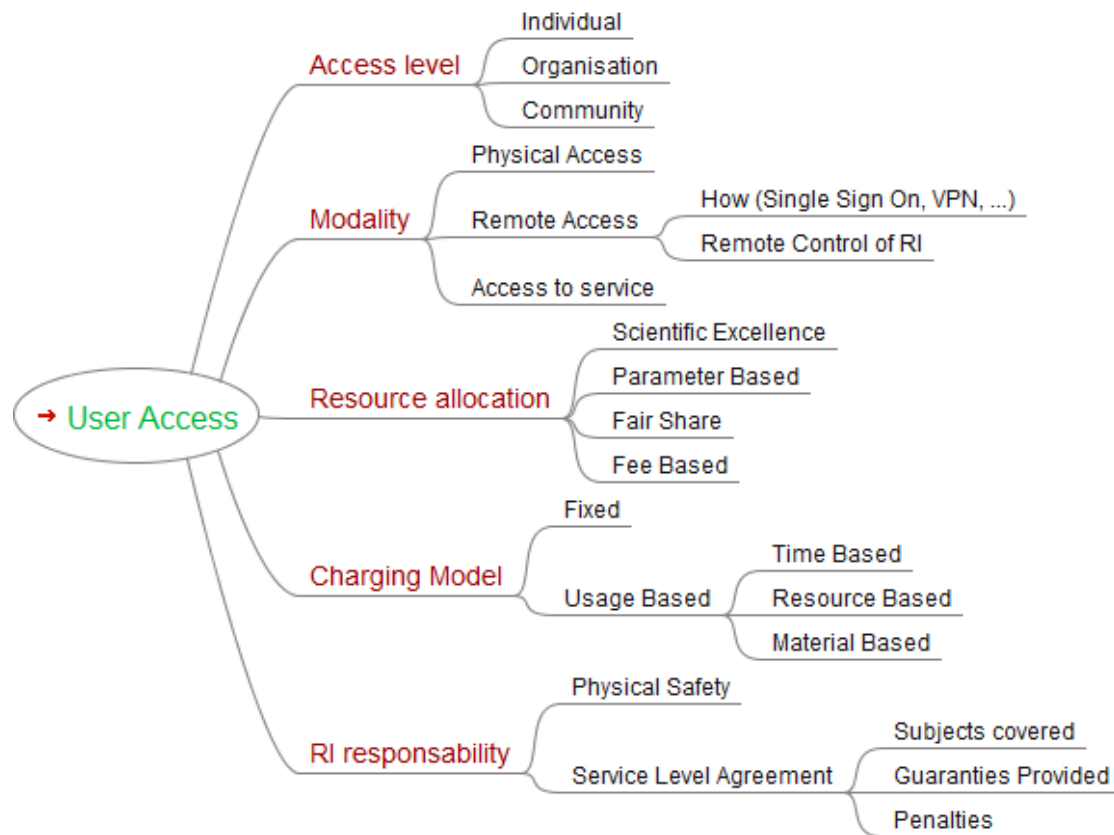 User Access
Access level
Individual
Organisation
Community
Modality
Physical Access
Remote Access
How (Single Sign On, VPN, ...)
Remote Control of RI
Access to service
Resource allocation
Scientific Excellence
Parameter Based
Fair Share
Fee Based
Charging Model
Fixed
Usage Based
Time Based
Resource Based
Material Based
RI responsability
Physical Safety
Service Level Agreement
Subjects covered
Guaranties Provided
Penalties